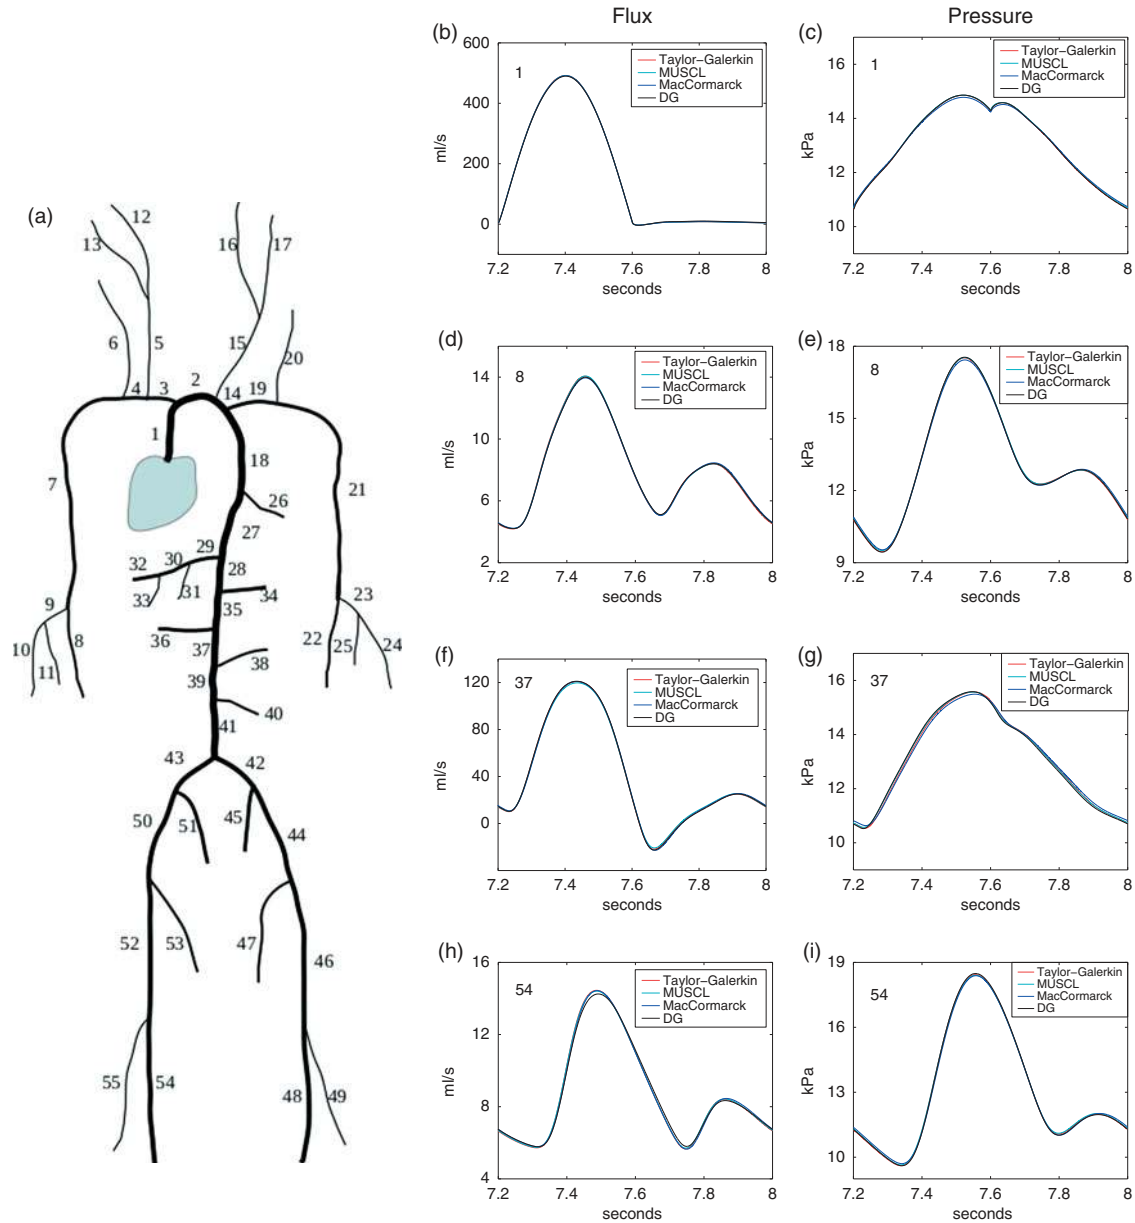 Flux
Pressure
(a)
12
13
16
17
6
5
15
20
4
3
2
14
19
1
18
7
21
26
27
29
30
32
28
31
33
34
35
9
23
36
37
10
8
22
25
24
38
11
39
40
41
43
42
50
51
45
44
52
53
47
46
55
54
48
49
(b)
600
400
200
0
ml/s
1
Taylor–Galerkin
MUSCL
MacCormarck
DG
7.2 7.4 7.6 7.8 8
seconds
(c)
16
14
12
10
kPa
1
Taylor–Galerkin
MUSCL
MacCormarck
DG
7.2 7.4 7.6 7.8 8
seconds
(d)
14
10
6
2
ml/s
8
Taylor–Galerkin
MUSCL
MacCormarck
DG
7.2 7.4 7.6 7.8 8
seconds
(e)
18
15
12
9
kPa
8
Taylor–Galerkin
MUSCL
MacCormarck
DG
7.2 7.4 7.6 7.8 8
seconds
(f)
120
80
40
0
ml/s
37
Taylor–Galerkin
MUSCL
MacCormarck
DG
7.2 7.4 7.6 7.8 8
seconds
(g)
16
14
12
10
kPa
37
Taylor–Galerkin
MUSCL
MacCormarck
DG
7.2 7.4 7.6 7.8 8
seconds
(h)
16
12
8
4
ml/s
54
Taylor–Galerkin
MUSCL
MacCormarck
DG
7.2 7.4 7.6 7.8 8
seconds
(i)
19
16
13
10
kPa
54
Taylor–Galerkin
MUSCL
MacCormarck
DG
7.2 7.4 7.6 7.8 8
seconds